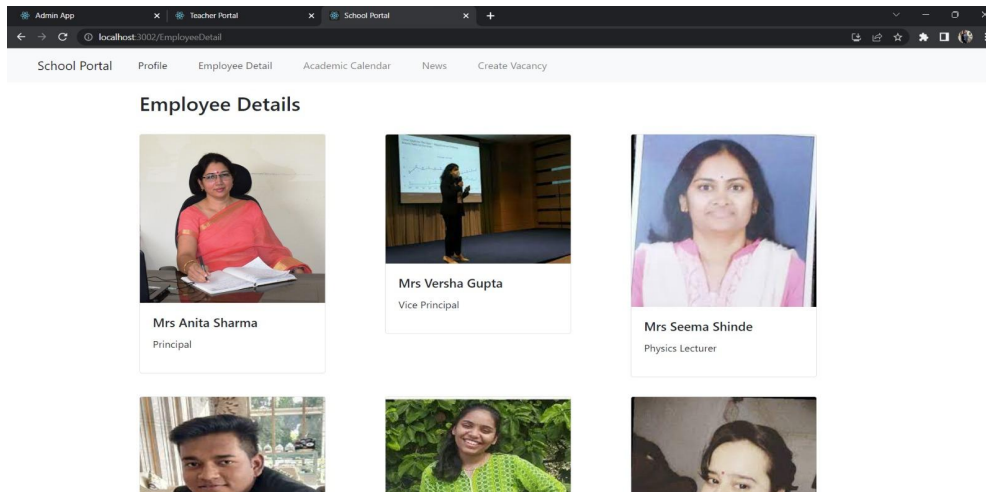 Admin App
Teacher Portal
School Portal
localhost:3002/EmployeeDetail
School Portal Profile Employee Detail Academic Calendar News Create Vacancy
Employee Details
Mrs Anita Sharma
Principal
Mrs Versha Gupta
Vice Principal
Mrs Seema Shinde
Physics Lecturer